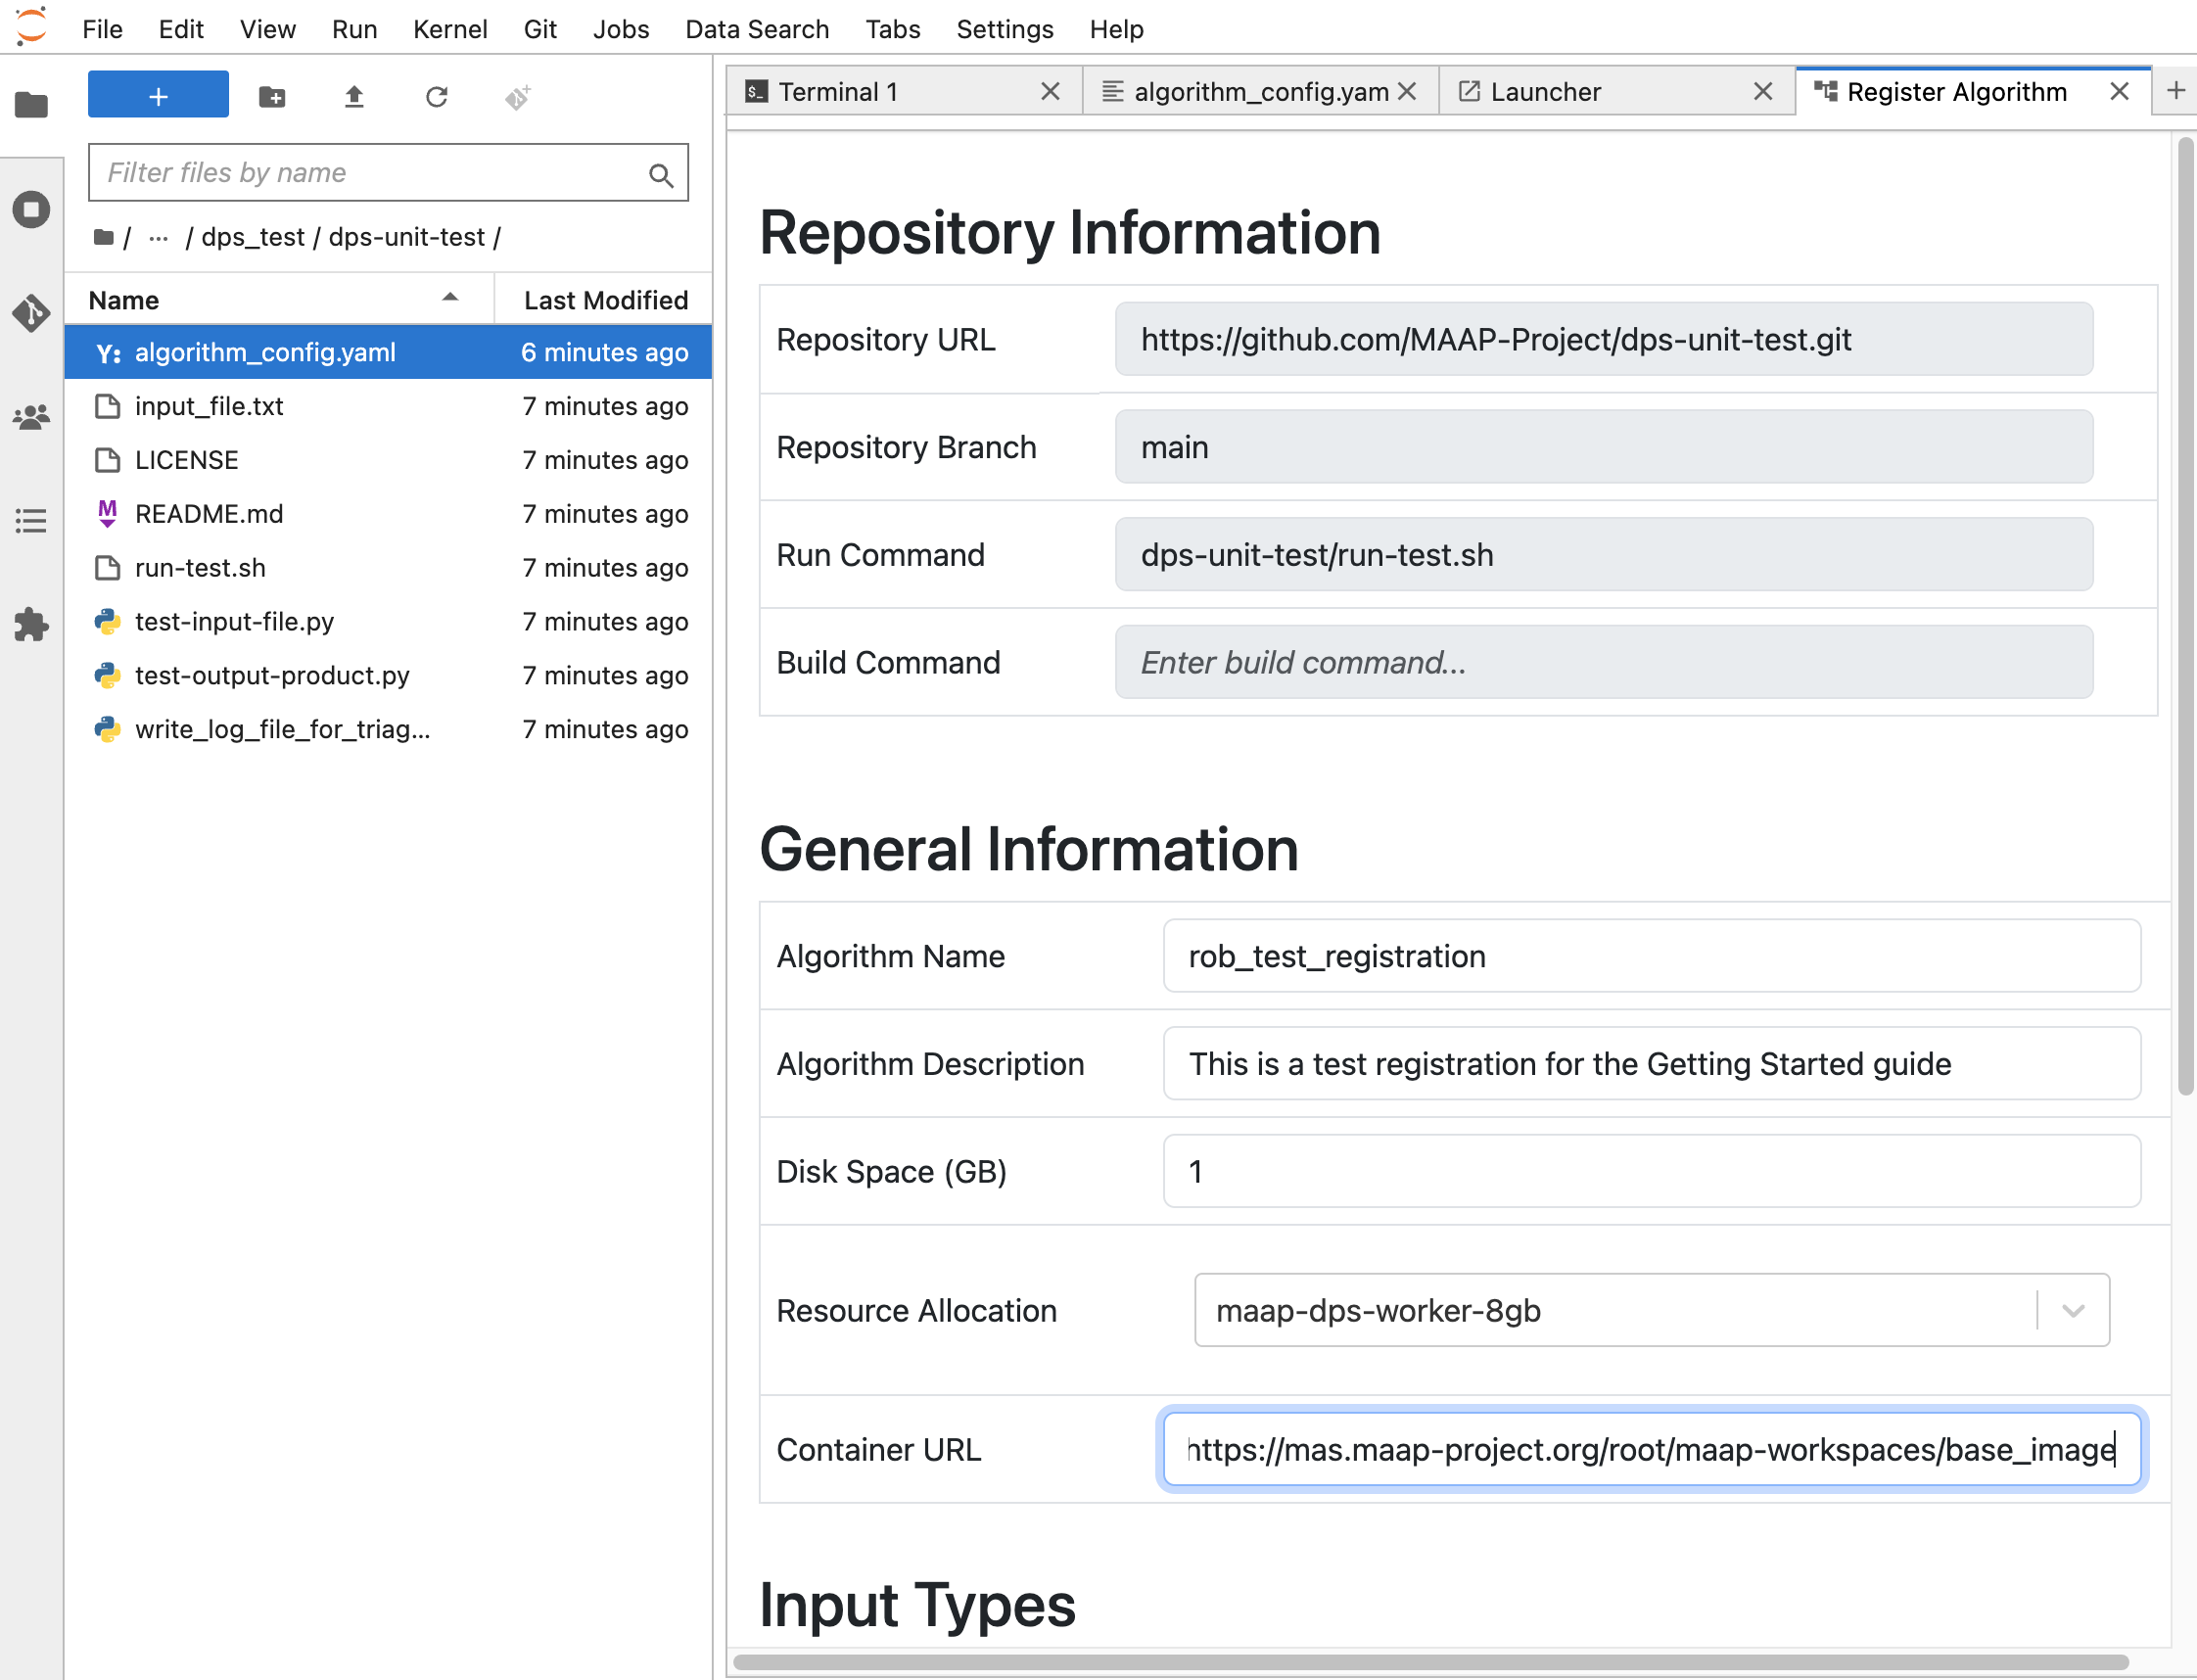 File Edit View Run Kernel Git Jobs Data Search Tabs Settings Help
Terminal 1 algorithm_config.yam Launcher Register Algorithm
Filter files by name
/ ... / dps_test / dps-unit-test /
Name Last Modified
algorithm_config.yaml 6 minutes ago
input_file.txt 7 minutes ago
LICENSE 7 minutes ago
README.md 7 minutes ago
run-test.sh 7 minutes ago
test-input-file.py 7 minutes ago
test-output-product.py 7 minutes ago
write_log_file_for_triag... 7 minutes ago
Repository Information
Repository URL https://github.com/MAAP-Project/dps-unit-test.git
Repository Branch main
Run Command dps-unit-test/run-test.sh
Build Command Enter build command...
General Information
Algorithm Name rob_test_registration
Algorithm Description This is a test registration for the Getting Started guide
Disk Space (GB) 1
Resource Allocation maap-dps-worker-8gb
Container URL https://mas.maap-project.org/root/maap-workspaces/base_image
Input Types